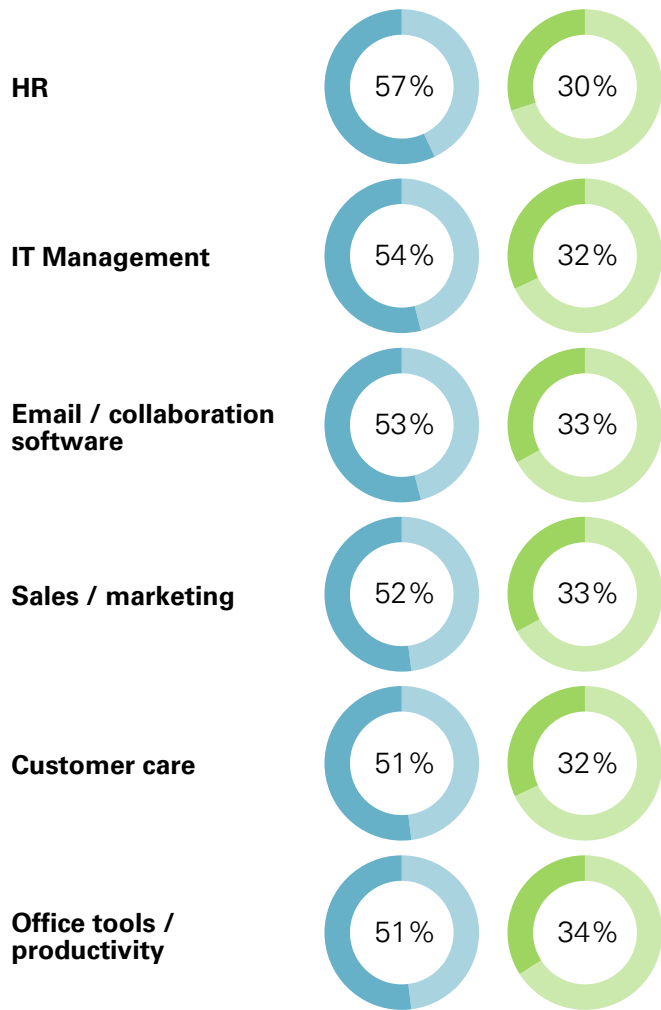 HR
57%
30%
IT Management
54%
32%
Email / collaboration
software
53%
33%
Sales / marketing
52%
33%
Customer care
51%
32%
Office tools /
productivity
51%
34%